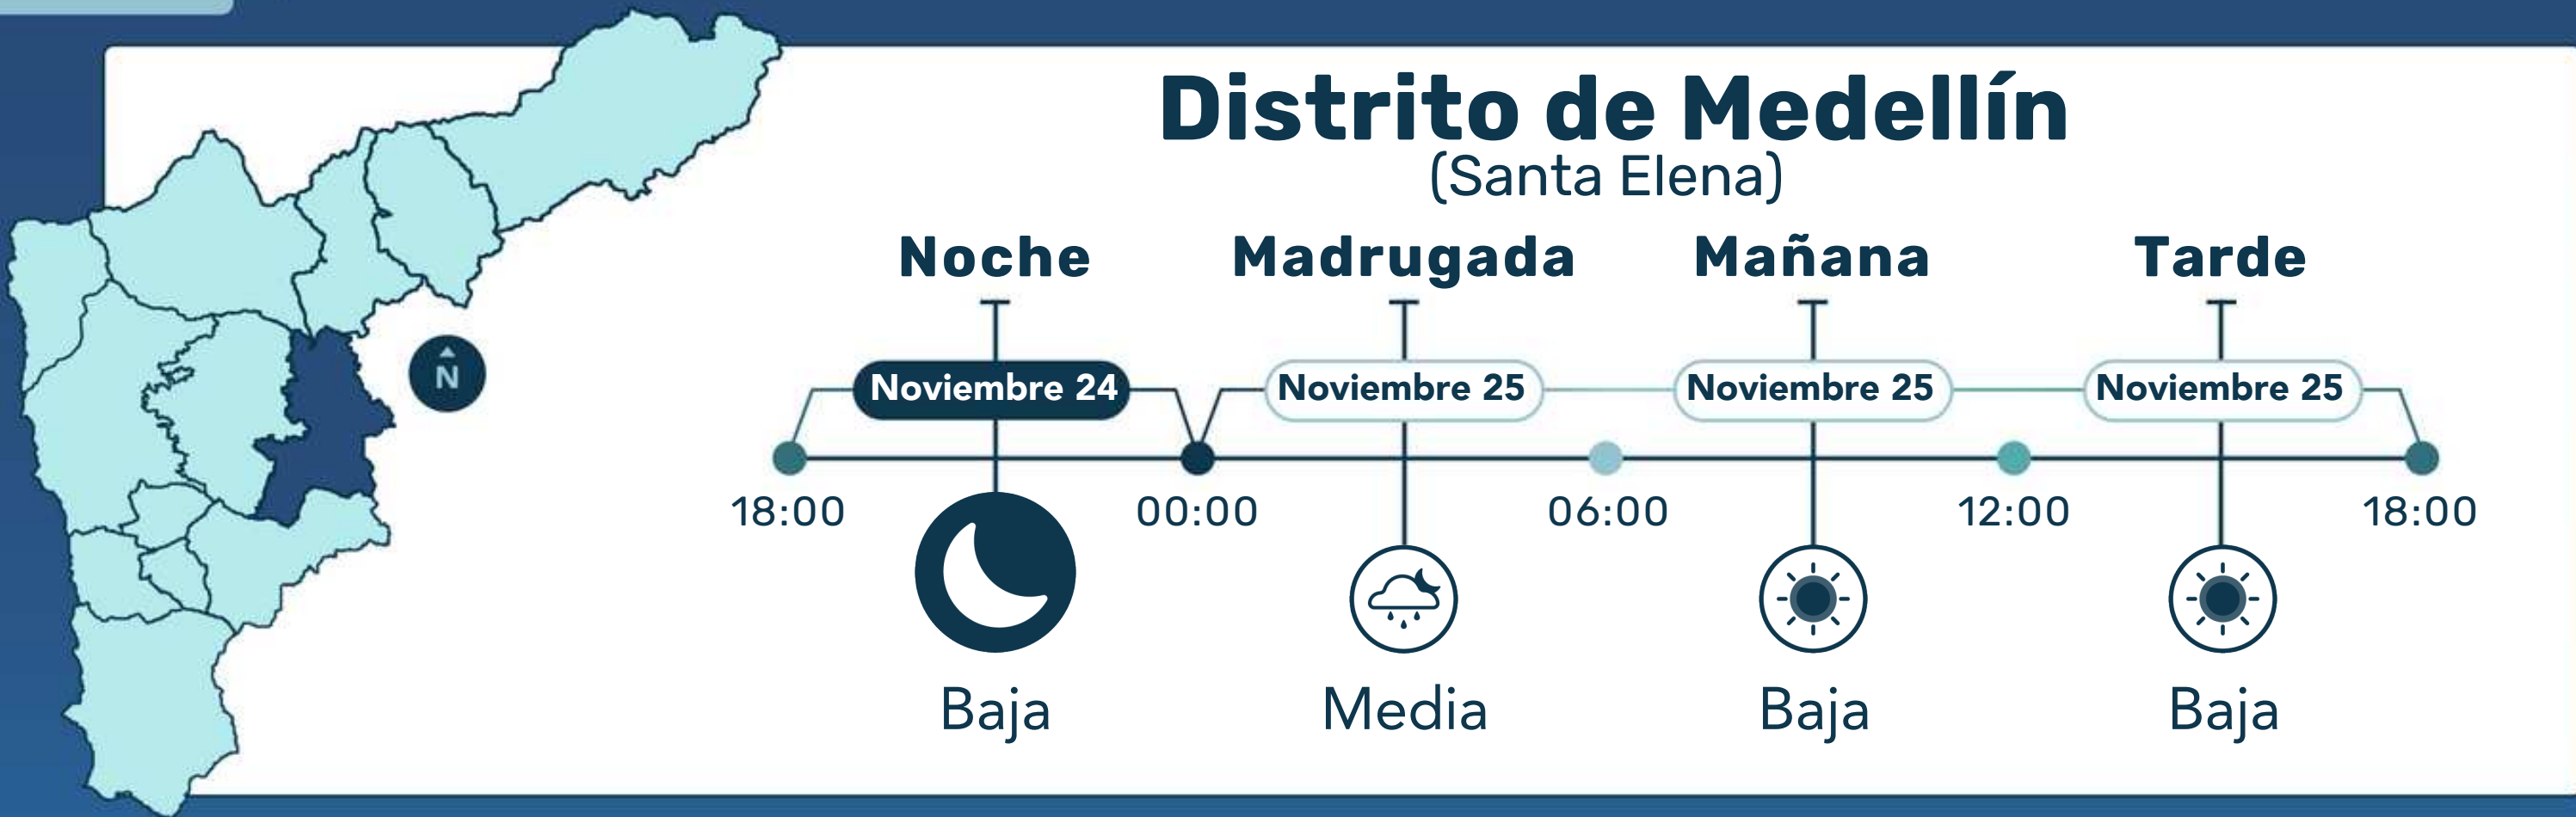 Distrito de Medellín
(Santa Elena)
Noche Madrugada Mañana Tarde
N
Noviembre 24 Noviembre 25 Noviembre 25 Noviembre 25
18:00 00:00 06:00 12:00 18:00
Baja Media Baja Baja